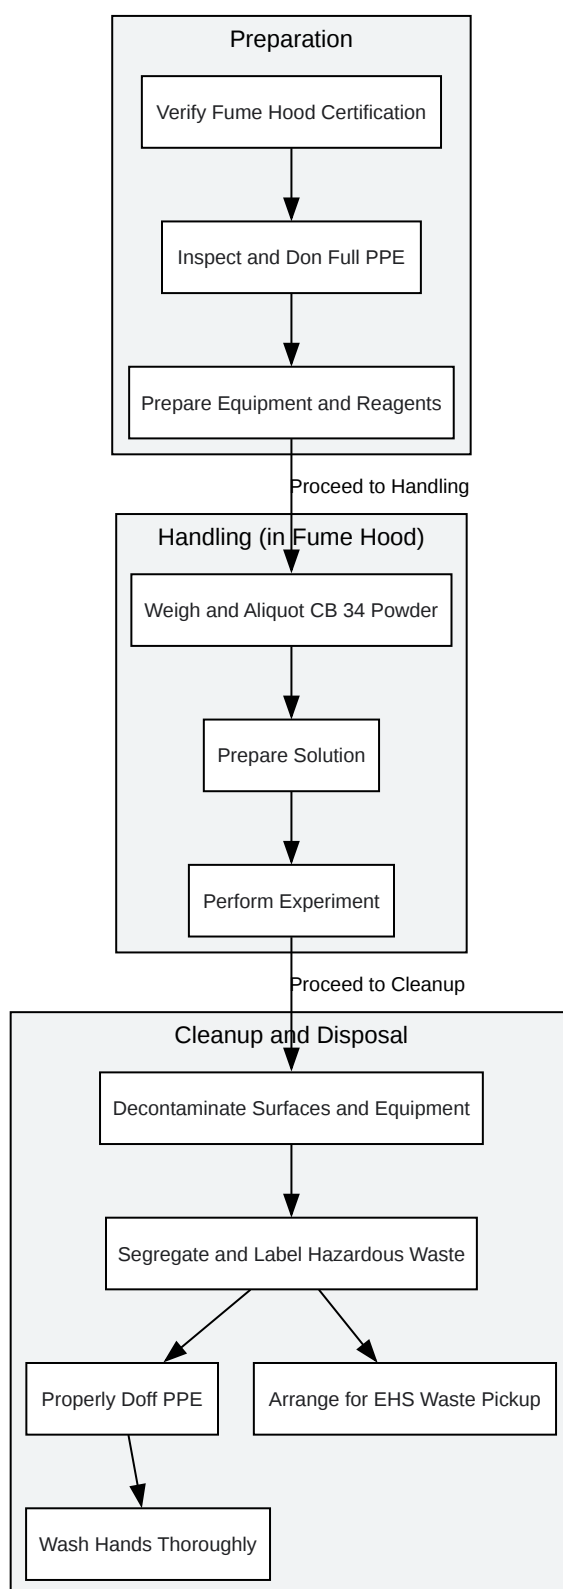 Preparation
Verify Fume Hood Certification
Inspect and Don Full PPE
Prepare Equipment and Reagents
Proceed to Handling
Handling (in Fume Hood)
Weigh and Aliquot CB 34 Powder
Prepare Solution
Perform Experiment
Proceed to Cleanup
Cleanup and Disposal
Decontaminate Surfaces and Equipment
Segregate and Label Hazardous Waste
Properly Doff PPE
Arrange for EHS Waste Pickup
Wash Hands Thoroughly